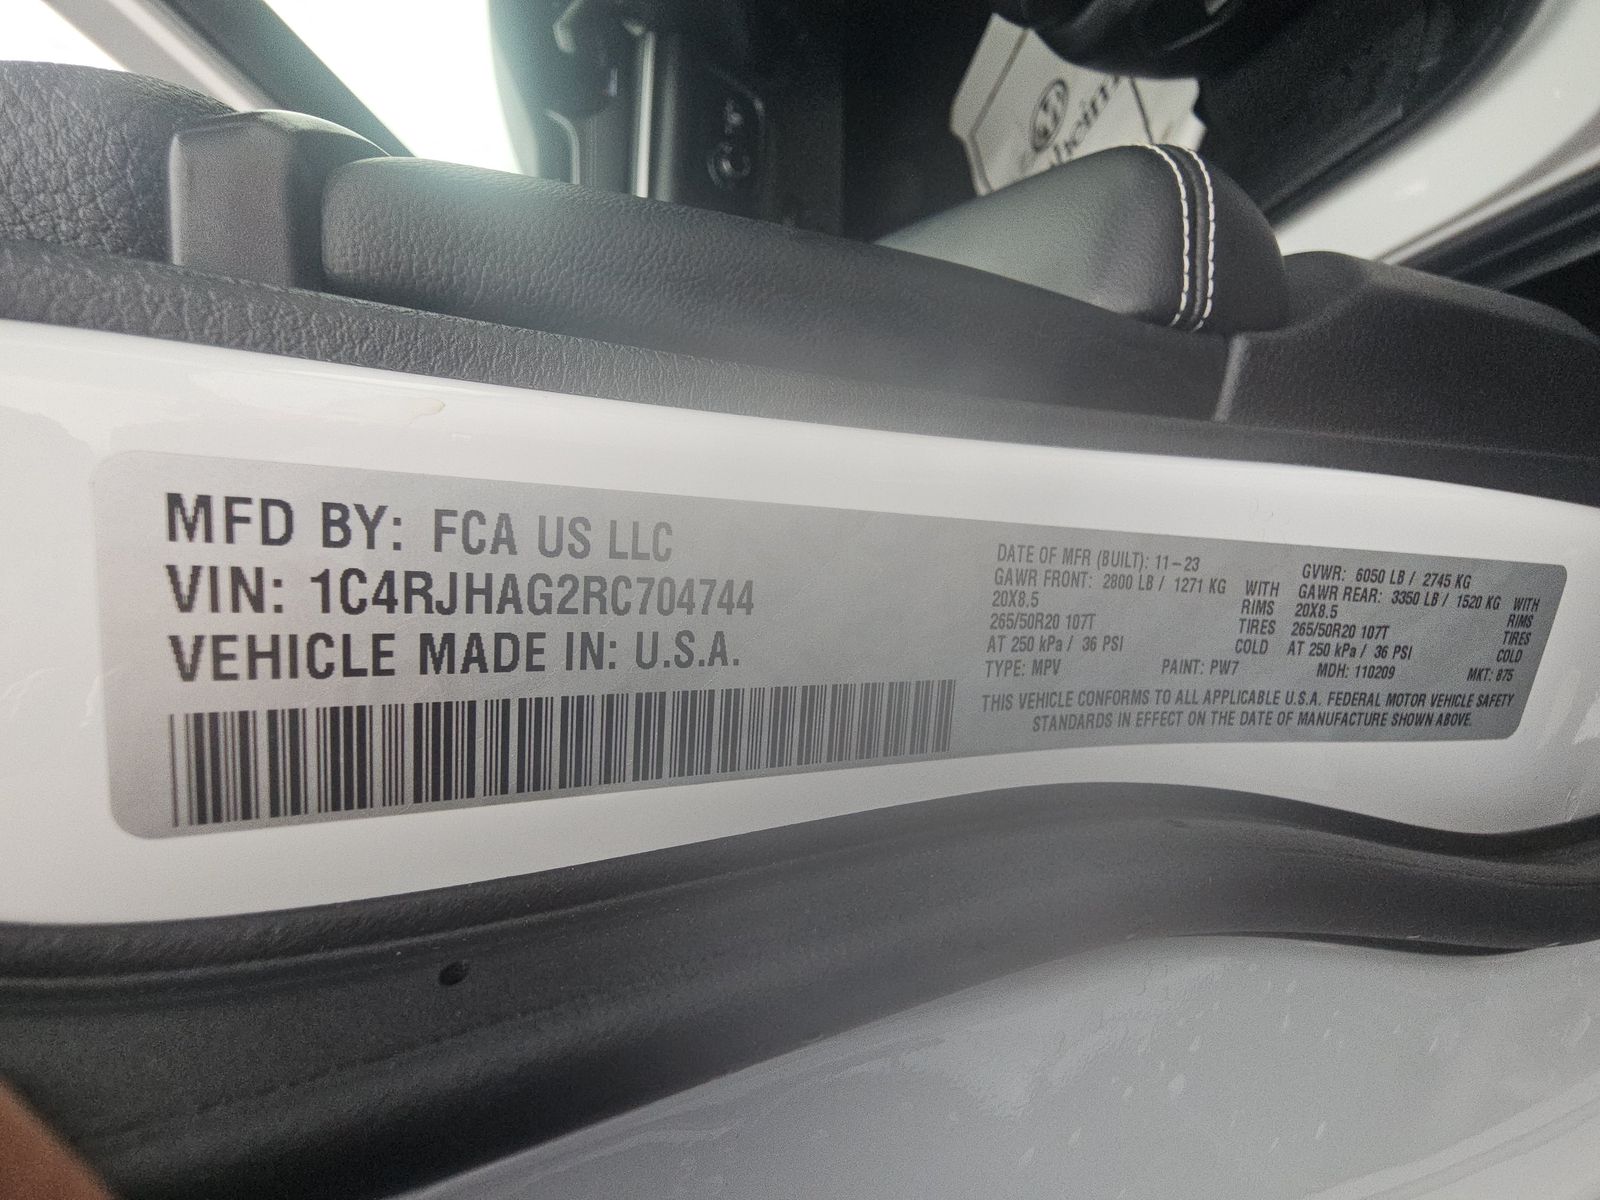 MFD BY: FCA US LLC
VIN: 1C4RJHAG2RC704744
VEHICLE MADE IN: U.S.A.
DATE OF MFR (BUILT): 11-23
GAWR FRONT: 2800 LB / 1271 KG WITH
20X8.5 RIMS
265/50R20 107T TIRES
AT 250 kPa / 36 PSI COLD
GVWR: 6050 LB / 2745 KG
GAWR REAR: 3350 LB / 1520 KG WITH
20X8.5 RIMS
265/50R20 107T TIRES
AT 250 kPa / 36 PSI COLD
TYPE: MPV PAINT: PW7 MDH: 110209 MKT: 875
THIS VEHICLE CONFORMS TO ALL APPLICABLE U.S.A. FEDERAL MOTOR VEHICLE SAFETY
STANDARDS IN EFFECT ON THE DATE OF MANUFACTURE SHOWN ABOVE.